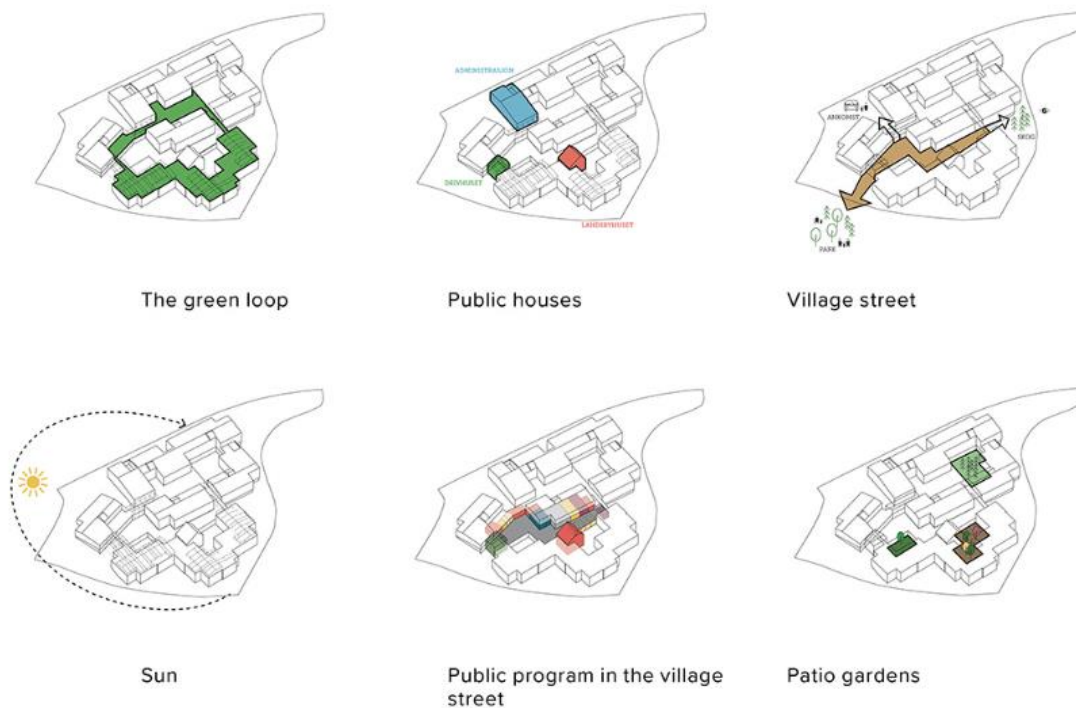 ADMINISTRASJON
DRIVHUSET
LANDSBYHUSET
ANKOMST
SKOG
PARK
The green loop
Public houses
Village street
Sun
Public program in the village
street
Patio gardens